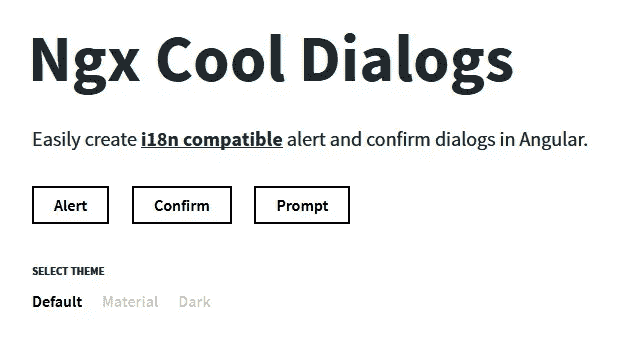 Ngx Cool Dialogs
Easily create i18n compatible alert and confirm dialogs in Angular.
Alert Confirm Prompt
SELECT THEME
Default Material Dark